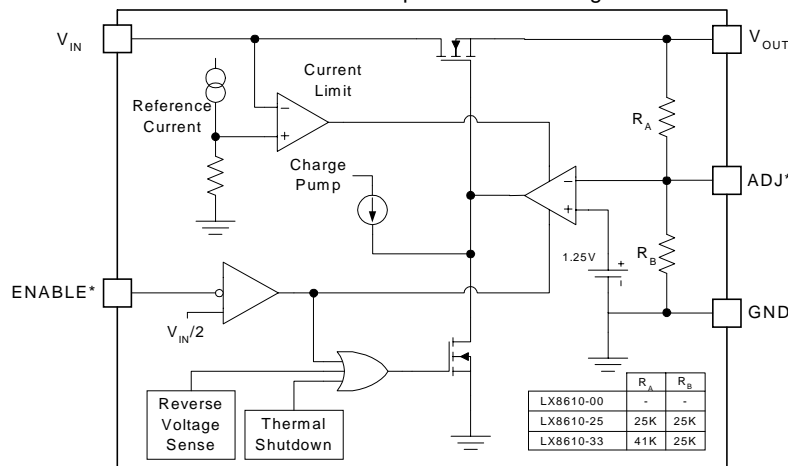 V_IN
V_OUT
Current
Limit
Reference
Current
−
+
R_A
Charge
Pump
−
+
ADJ*
1.25V
+
−
R_B
ENABLE*
V_IN/2
GND
Reverse
Voltage
Sense
Thermal
Shutdown
R_A R_B
LX8610-00 - -
LX8610-25 25K 25K
LX8610-33 41K 25K